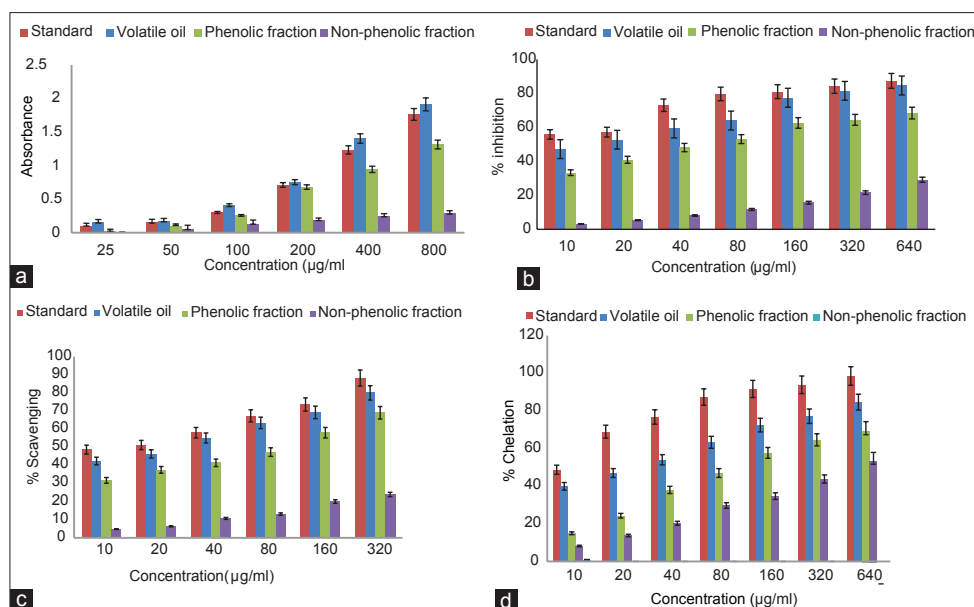 Standard Volatile oil Phenolic fraction Non-phenolic fraction
2.5
2
1.5
1
0.5
0
Absorbance
25 50 100 200 400 800
Concentration (µg/ml
a
Standard Volatile oil Phenolic fraction Non-phenolic fraction
100
80
60
40
20
0
% inhibition
10 20 40 80 160 320 640
Concentration (µg/ml)
b
Standard Volatile oil Phenolic fraction Non-phenolic fraction
100
90
80
70
60
50
40
30
20
10
0
% Scavenging
10 20 40 80 160 320
Concentration(µg/ml)
c
Standard Volatile oil Phenolic fraction Non-phenolic fraction
120
100
80
60
40
20
0
% Chelation
10 20 40 80 160 320 640
Concentration (µg/ml)
d